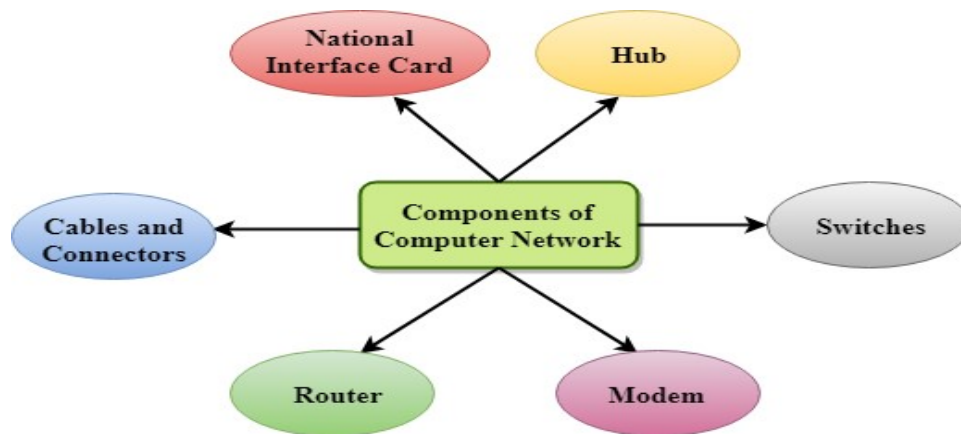 National
Interface Card
Hub
Components of
Computer Network
Cables and
Connectors
Switches
Router
Modem